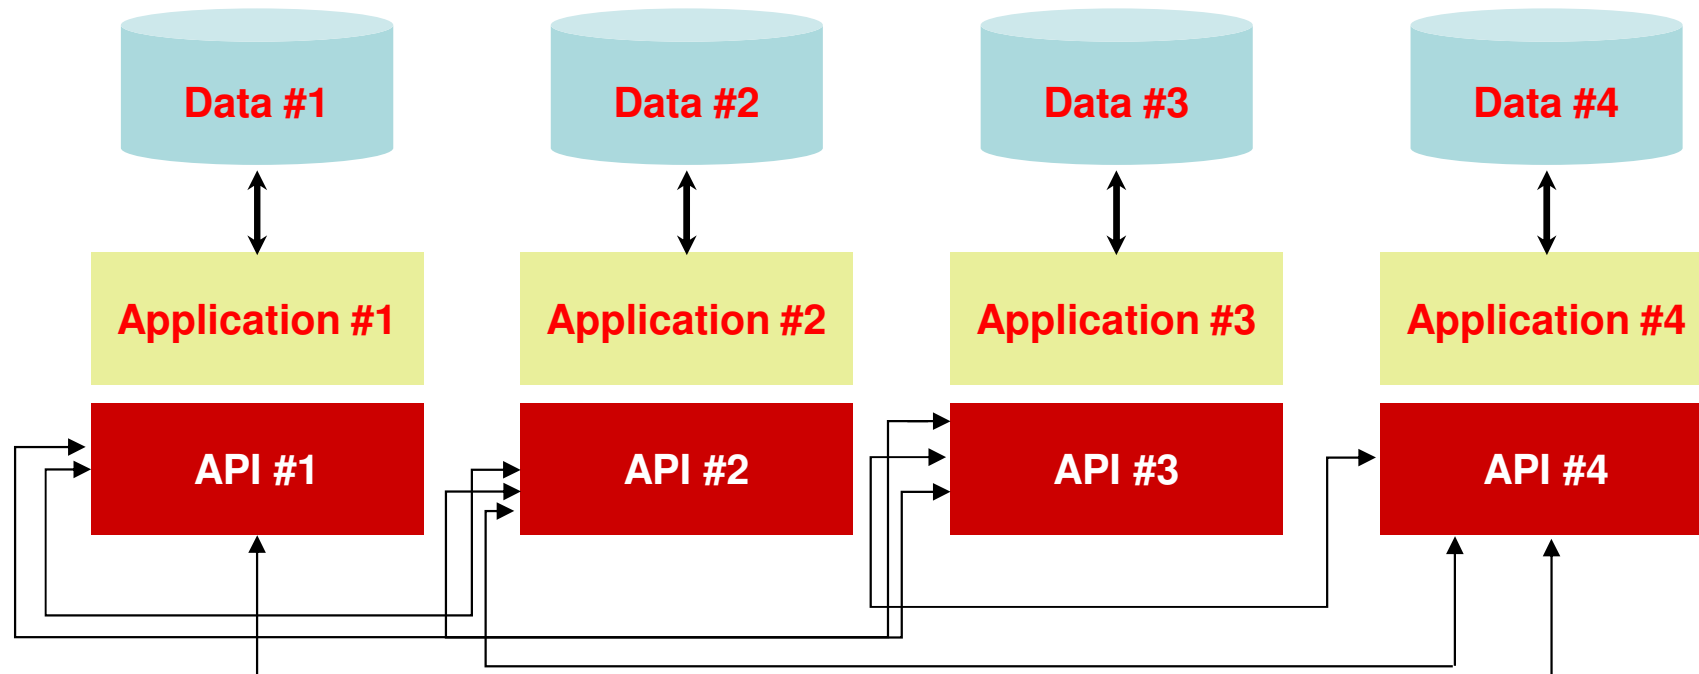 Data #1
Data #2
Data #3
Data #4
Application #1
Application #2
Application #3
Application #4
API #1
API #2
API #3
API #4